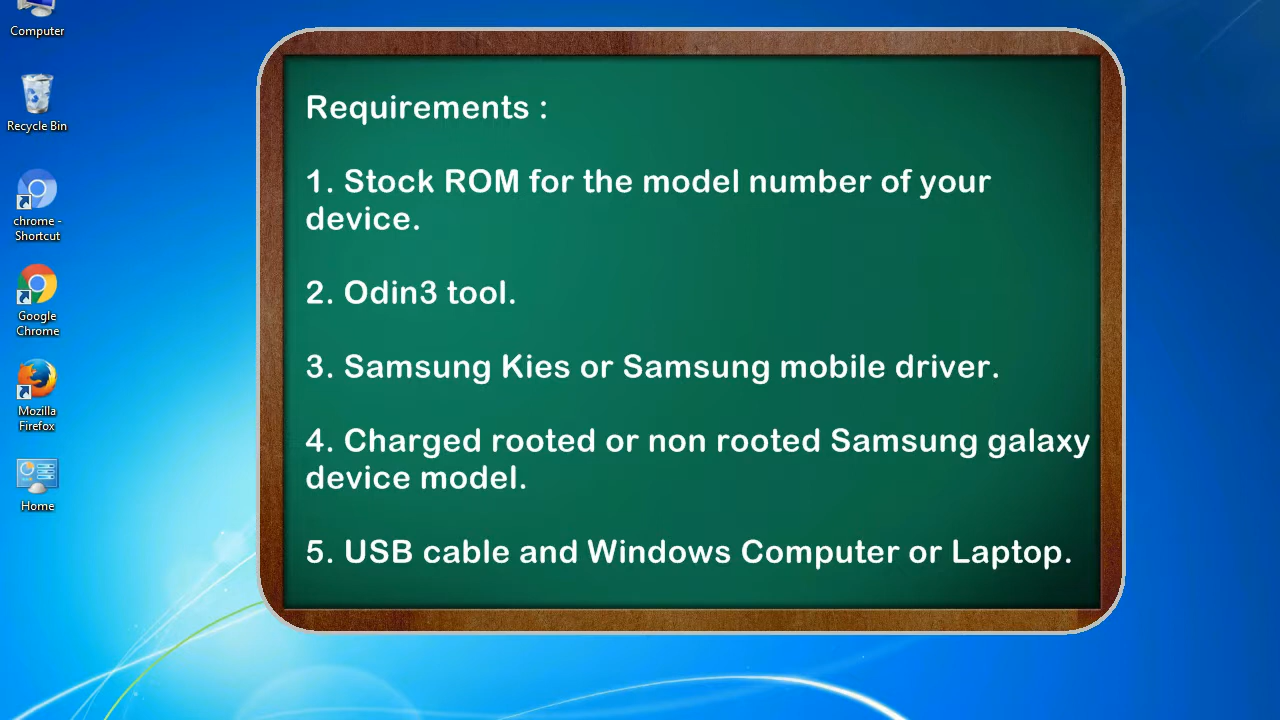 Computer
Recycle Bin
chrome -
Shortcut
Google
Chrome
Mozilla
Firefox
Home
Requirements :
1. Stock ROM for the model number of your
device.
2. Odin3 tool.
3. Samsung Kies or Samsung mobile driver.
4. Charged rooted or non rooted Samsung galaxy
device model.
5. USB cable and Windows Computer or Laptop.